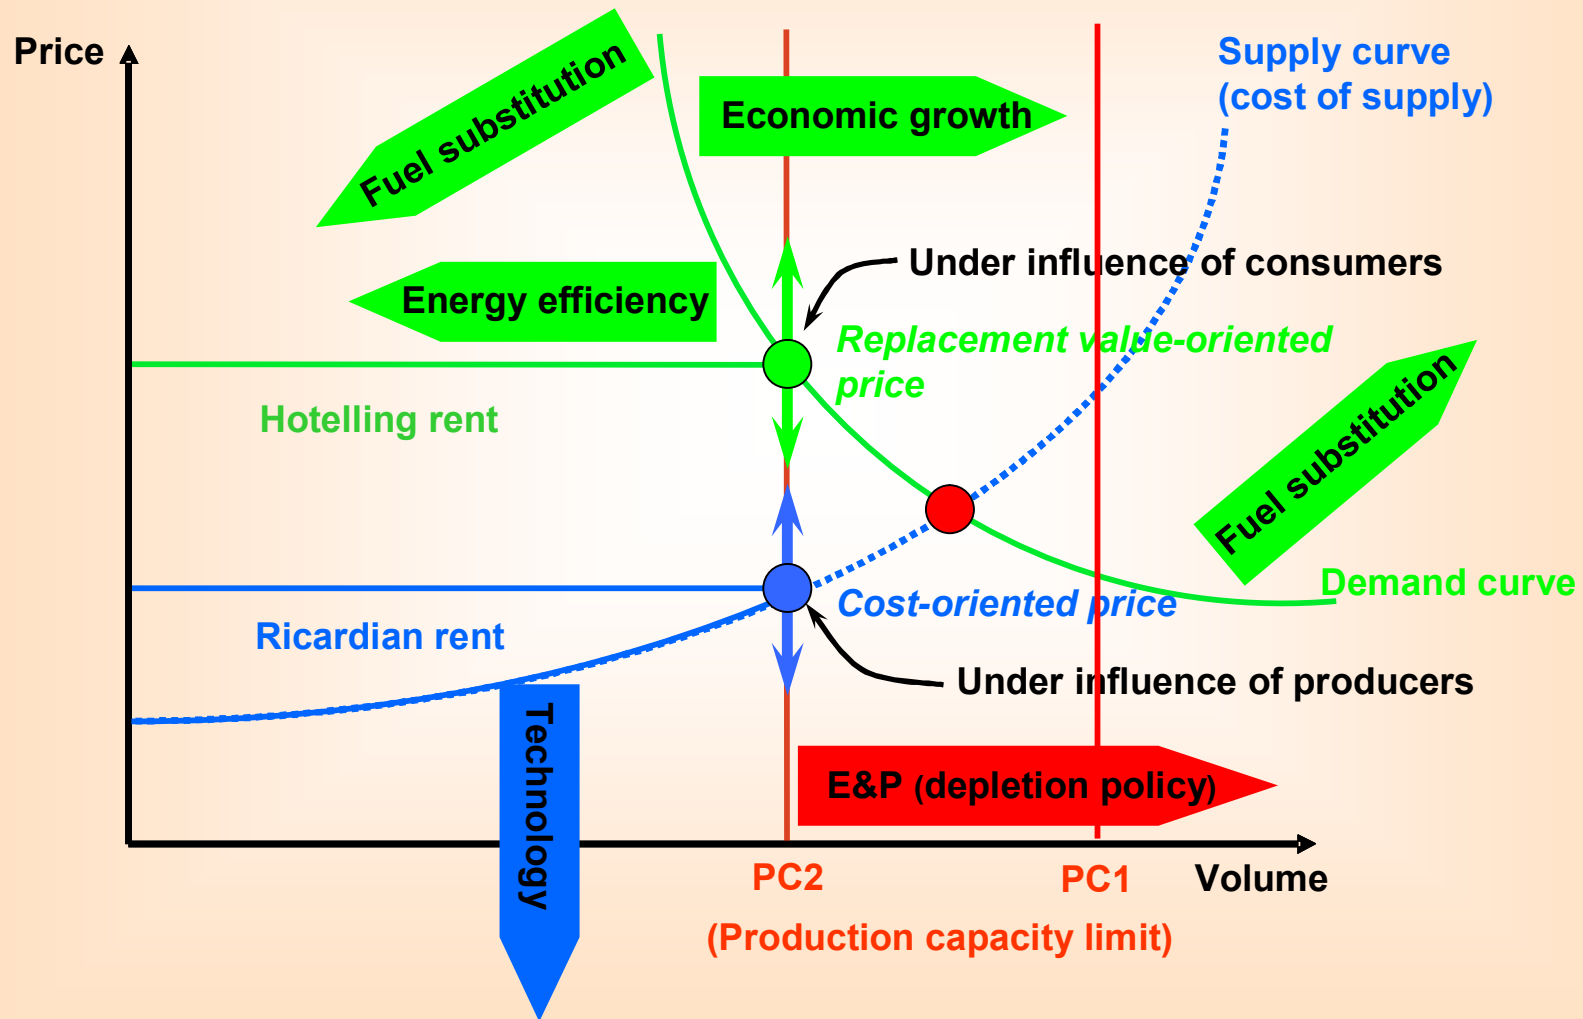 Price
Fuel substitution
Economic growth
Supply curve
(cost of supply)
Under influence of consumers
Energy efficiency
Replacement value-oriented
price
Hotelling rent
Fuel substitution
Demand curve
Cost-oriented price
Ricardian rent
Under influence of producers
Technology
E&P (depletion policy)
PC2
PC1
Volume
(Production capacity limit)